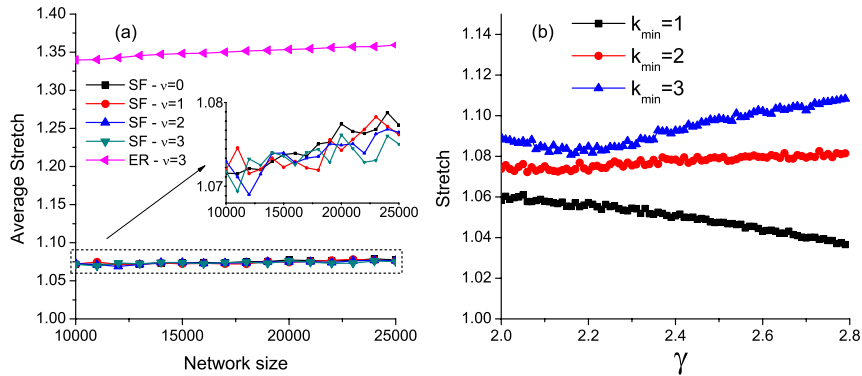 (a)
1.40
1.35
1.30
1.25
1.20
1.15
1.10
1.05
1.00
Average Stretch
SF - ν=0
SF - ν=1
SF - ν=2
SF - ν=3
ER - ν=3
1.08
1.07
10000 15000 20000 25000
10000 15000 20000 25000
Network size
(b)
1.14
1.12
1.10
1.08
1.06
1.04
1.02
1.00
Stretch
k_min=1
k_min=2
k_min=3
2.0 2.2 2.4 2.6 2.8
γ